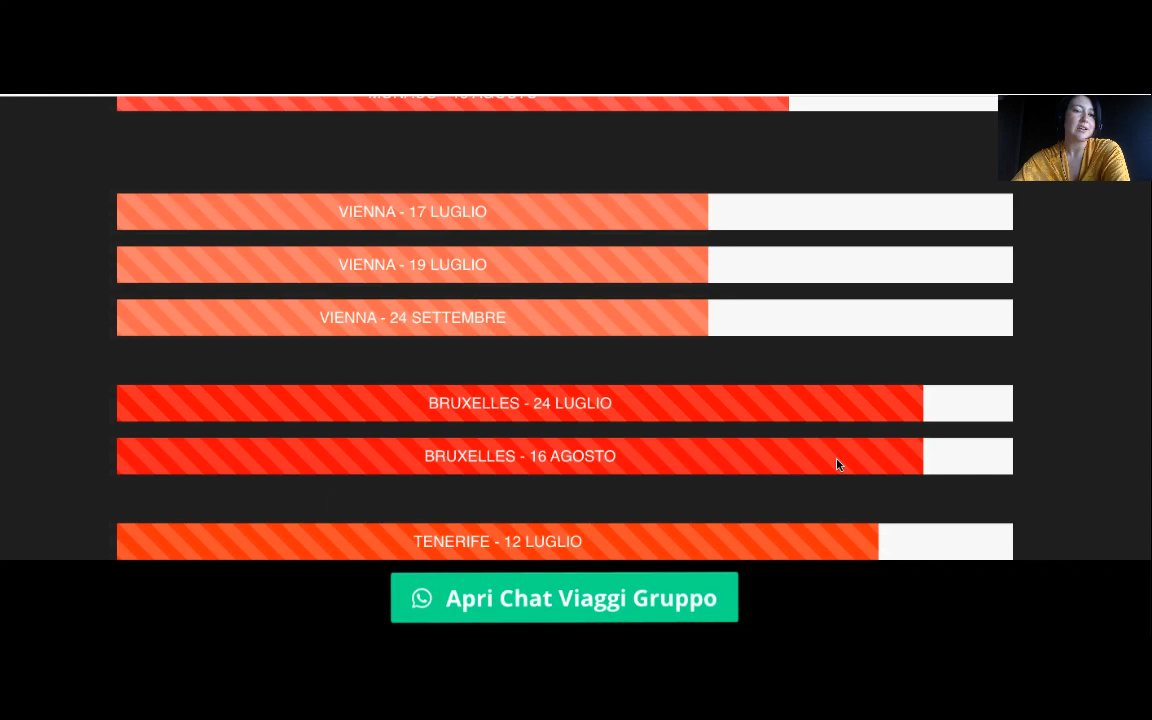 VIENNA - 17 LUGLIO
VIENNA - 19 LUGLIO
VIENNA - 24 SETTEMBRE
BRUXELLES - 24 LUGLIO
BRUXELLES - 16 AGOSTO
TENERIFE - 12 LUGLIO
Apri Chat Viaggi Gruppo